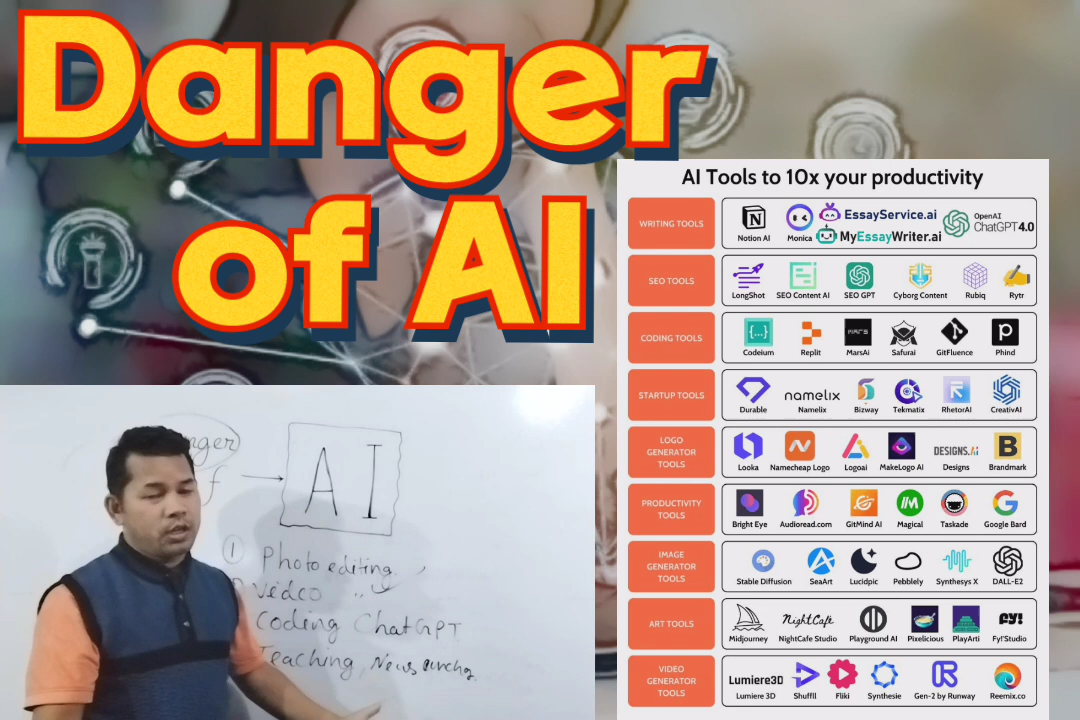 Danger
of AI
AI Tools to 10x your productivity
WRITING TOOLS
Notion AI
Monica
EssayService.ai
MyEssayWriter.ai
OpenAI
ChatGPT 4.0
SEO TOOLS
LongShot
SEO Content AI
SEO GPT
Cyborg Content
Rubiq
Rytr
CODING TOOLS
Codeium
Replit
MARS
MarsAi
Safurai
GitFluence
Phind
STARTUP TOOLS
Durable
namelix
Namelix
Bizway
Tekmatix
RhetorAI
CreativAI
LOGO
GENERATOR
TOOLS
Looka
Namecheap Logo
Logoai
MakeLogo AI
DESIGNS.Ai
Designs
Brandmark
PRODUCTIVITY
TOOLS
Bright Eye
Audioread.com
GitMind AI
Magical
Taskade
Google Bard
IMAGE
GENERATOR
TOOLS
Stable Diffusion
SeaArt
Lucidpic
Pebblely
Synthesys X
DALL-E2
ART TOOLS
Midjourney
NightCafe
NightCafe Studio
Playground AI
Pixelicious
PlayArti
FY!
Fy!'Studio
VIDEO
GENERATOR
TOOLS
Lumiere3D
Lumiere 3D
Shuffll
Fliki
Synthesie
Gen-2 by Runway
Reemix.co
nger
f
AI
1 Photo editing,
Video ..
Coding ChatGPT
Teaching, News